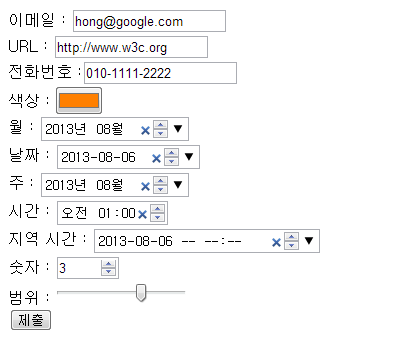 이메일 : hong@google.com
URL : http://www.w3c.org
전화번호 : 010-1111-2222
색상 :
월 : 2013년 08월
날짜 : 2013-08-06
주 : 2013년 08월
시간 : 오전 01:00
지역 시간 : 2013-08-06 -- --:--
숫자 : 3
범위 :
제출